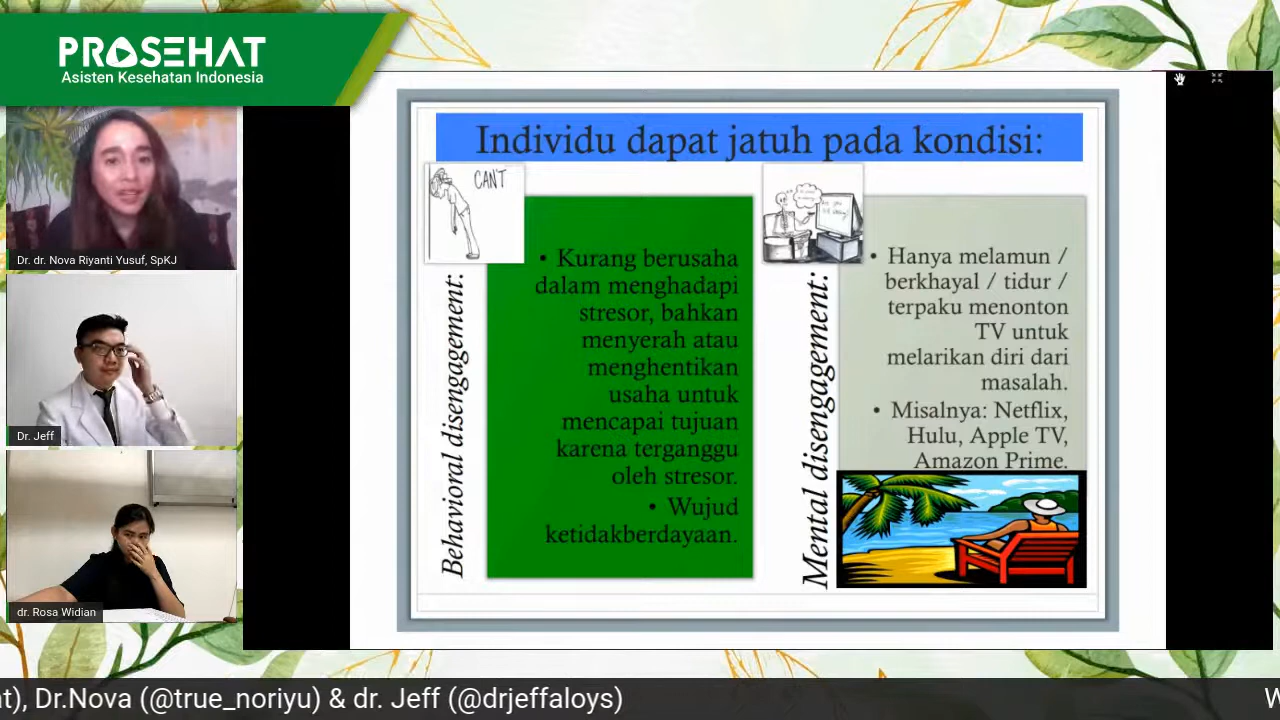 PROSEHAT
Asisten Kesehatan Indonesia
Dr. dr. Nova Riyanti Yusuf, SpKJ
Dr. Jeff
dr. Rosa Widian
Individu dapat jatuh pada kondisi:
CAN'T
Behavioral disengagement:
• Kurang berusaha
dalam menghadapi
stresor, bahkan
menyerah atau
menghentikan
usaha untuk
mencapai tujuan
karena terganggu
oleh stresor.
• Wujud
ketidakberdayaan.
Mental disengagement:
• Hanya melamun /
berkhayal / tidur /
terpaku menonton
TV untuk
melarikan diri dari
masalah.
• Misalnya: Netflix,
Hulu, Apple TV,
Amazon Prime.
at), Dr.Nova (@true_noriyu) & dr. Jeff (@drjeffaloys)
W